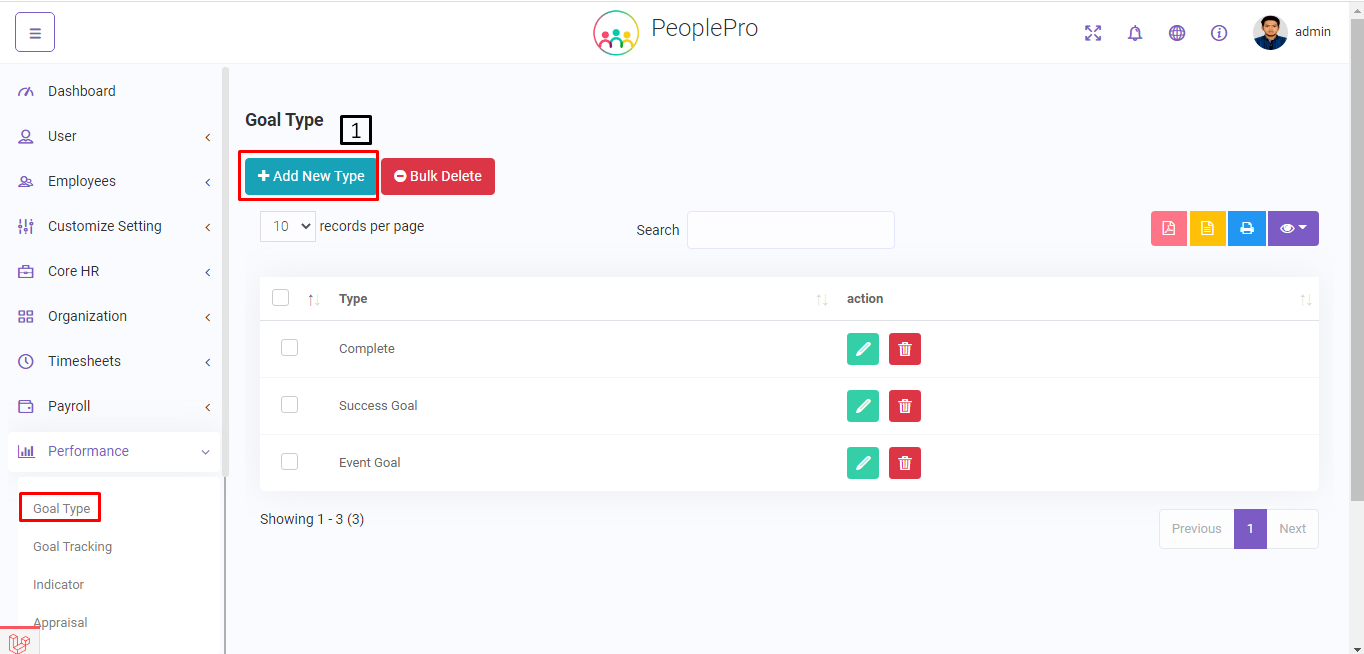 PeoplePro
admin
Dashboard
User
Employees
Customize Setting
Core HR
Organization
Timesheets
Payroll
Performance
Goal Type
Goal Tracking
Indicator
Appraisal
Goal Type
1
Add New Type
Bulk Delete
10 records per page
Search
Type action
Complete
Success Goal
Event Goal
Showing 1 - 3 (3)
Previous 1 Next